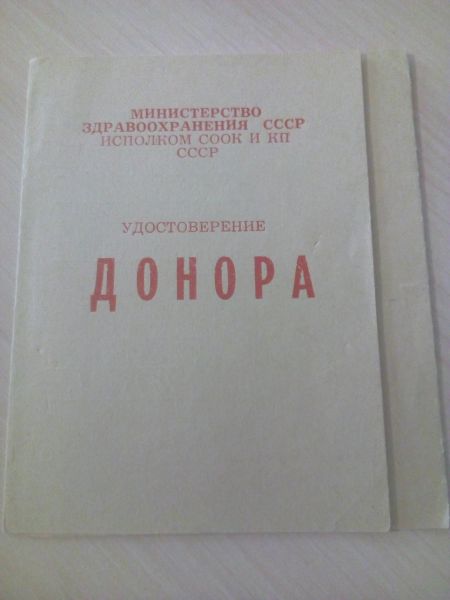 МИНИСТЕРСТВО
ЗДРАВООХРАНЕНИЯ СССР
ИСПОЛКОМ СООК И КП
СССР
УДОСТОВЕРЕНИЕ
ДОНОРА